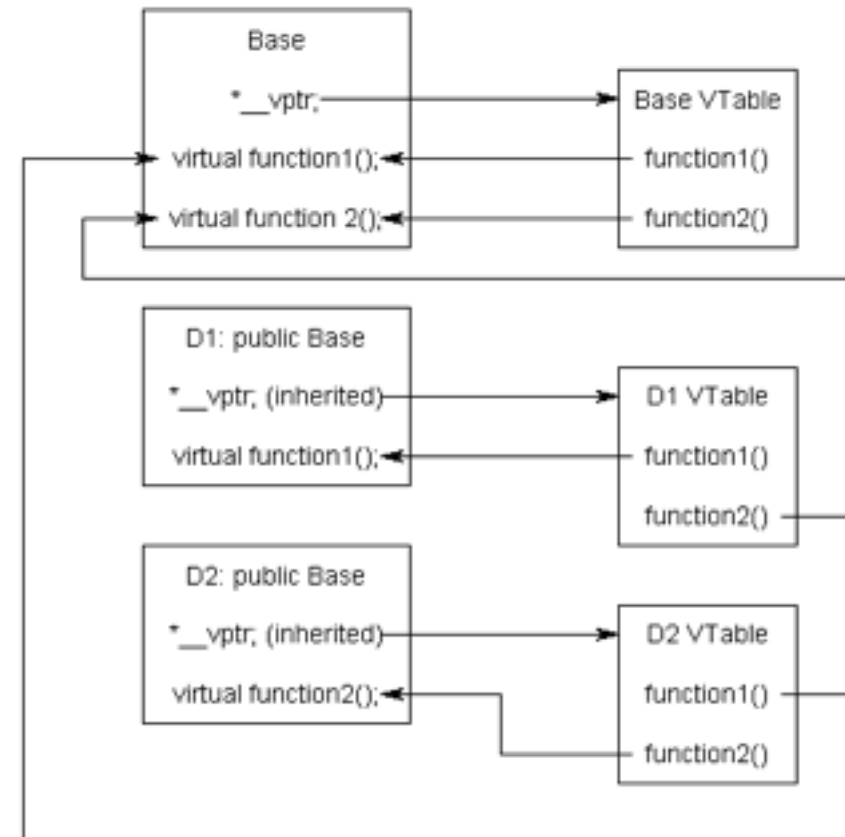 Base
*__vptr;
virtual function1();
virtual function 2();
Base VTable
function1()
function2()
D1: public Base
*__vptr; (inherited)
virtual function1();
D1 VTable
function1()
function2()
D2: public Base
*__vptr; (inherited)
virtual function2();
D2 VTable
function1()
function2()